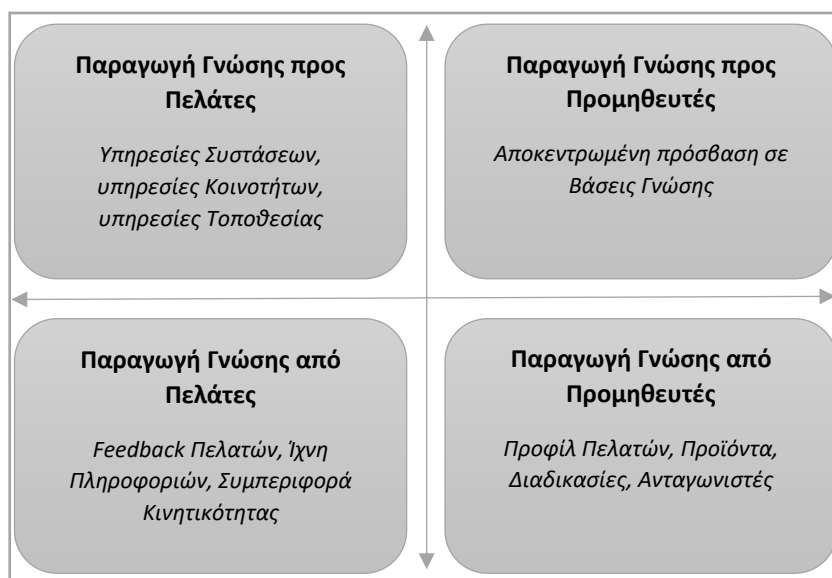 Παραγωγή Γνώσης προς
Πελάτες
Υπηρεσίες Συστάσεων,
υπηρεσίες Κοινοτήτων,
υπηρεσίες Τοποθεσίας
Παραγωγή Γνώσης προς
Προμηθευτές
Αποκεντρωμένη πρόσβαση σε
Βάσεις Γνώσης
Παραγωγή Γνώσης από
Πελάτες
Feedback Πελατών, Ίχνη
Πληροφοριών, Συμπεριφορά
Κινητικότητας
Παραγωγή Γνώσης από
Προμηθευτές
Προφίλ Πελατών, Προϊόντα,
Διαδικασίες, Ανταγωνιστές